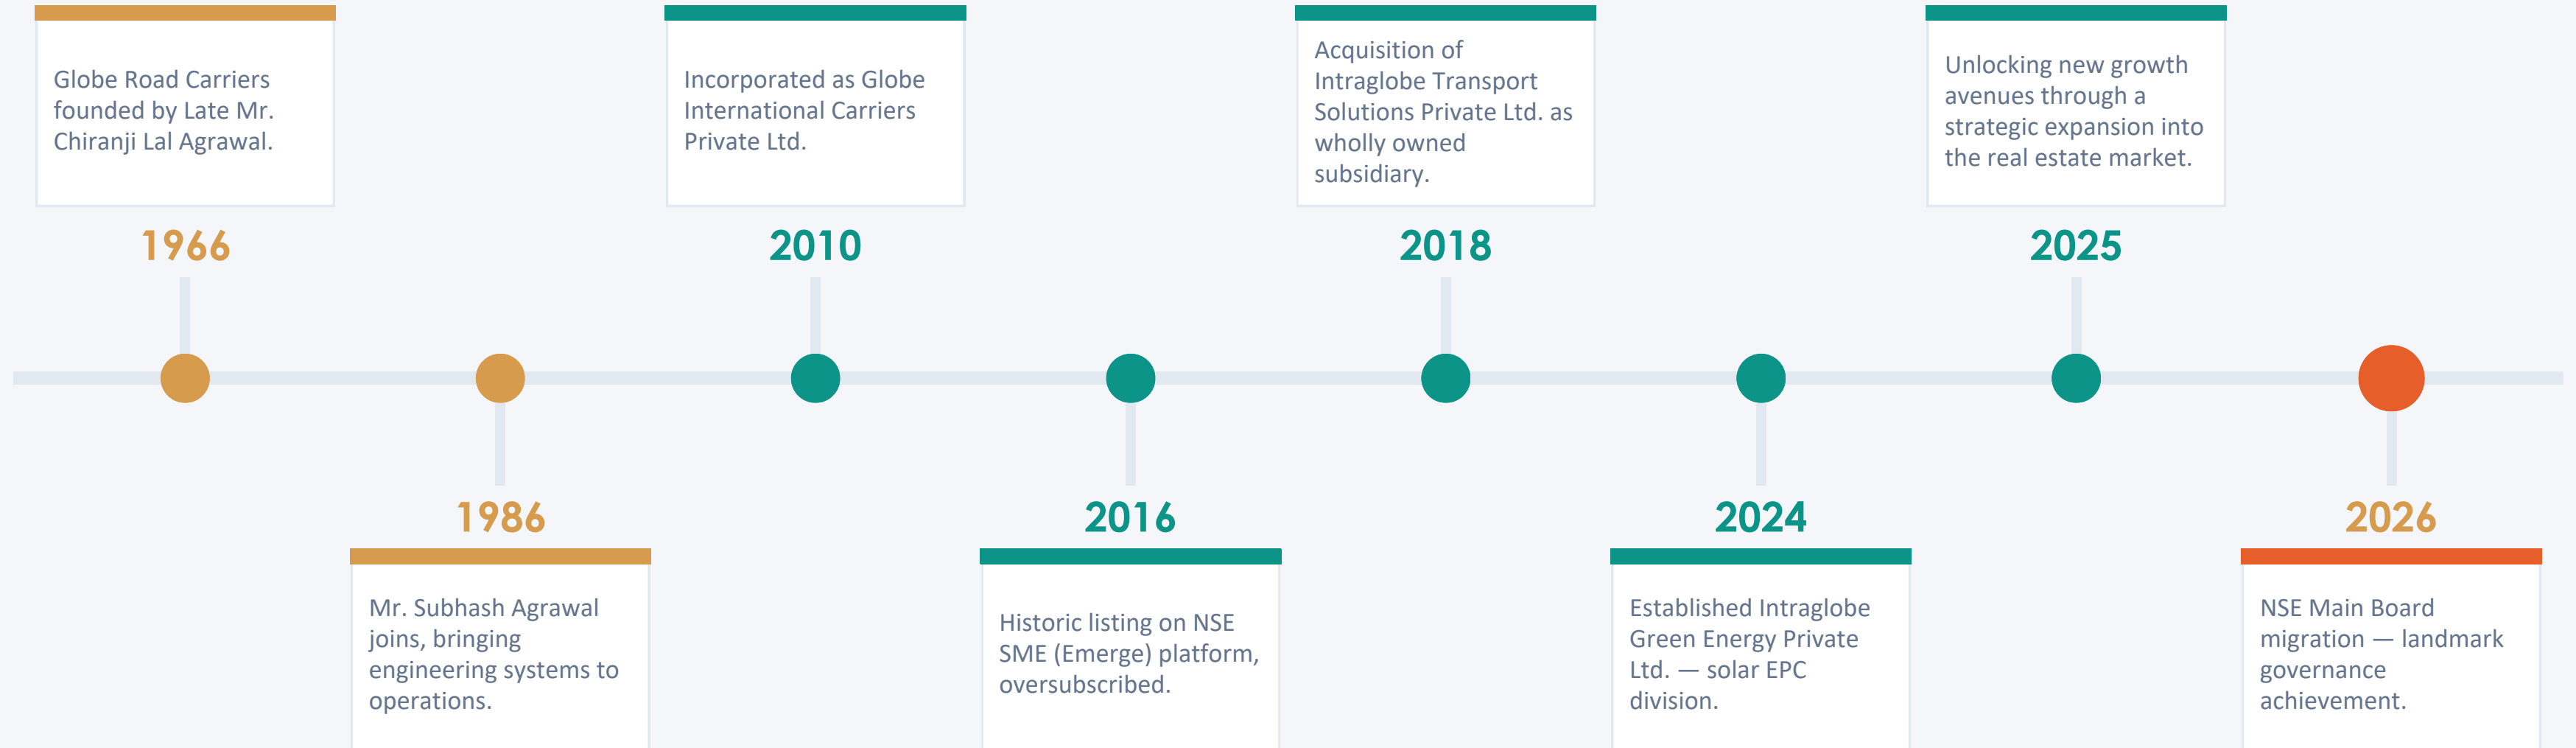 Globe Road Carriers
founded by Late Mr.
Chiranji Lal Agrawal.
1966
1986
Mr. Subhash Agrawal
joins, bringing
engineering systems to
operations.
Incorporated as Globe
International Carriers
Private Ltd.
2010
2016
Historic listing on NSE
SME (Emerge) platform,
oversubscribed.
Acquisition of
Intraglobe Transport
Solutions Private Ltd. as
wholly owned
subsidiary.
2018
2024
Established Intraglobe
Green Energy Private
Ltd. — solar EPC
division.
Unlocking new growth
avenues through a
strategic expansion into
the real estate market.
2025
2026
NSE Main Board
migration — landmark
governance
achievement.